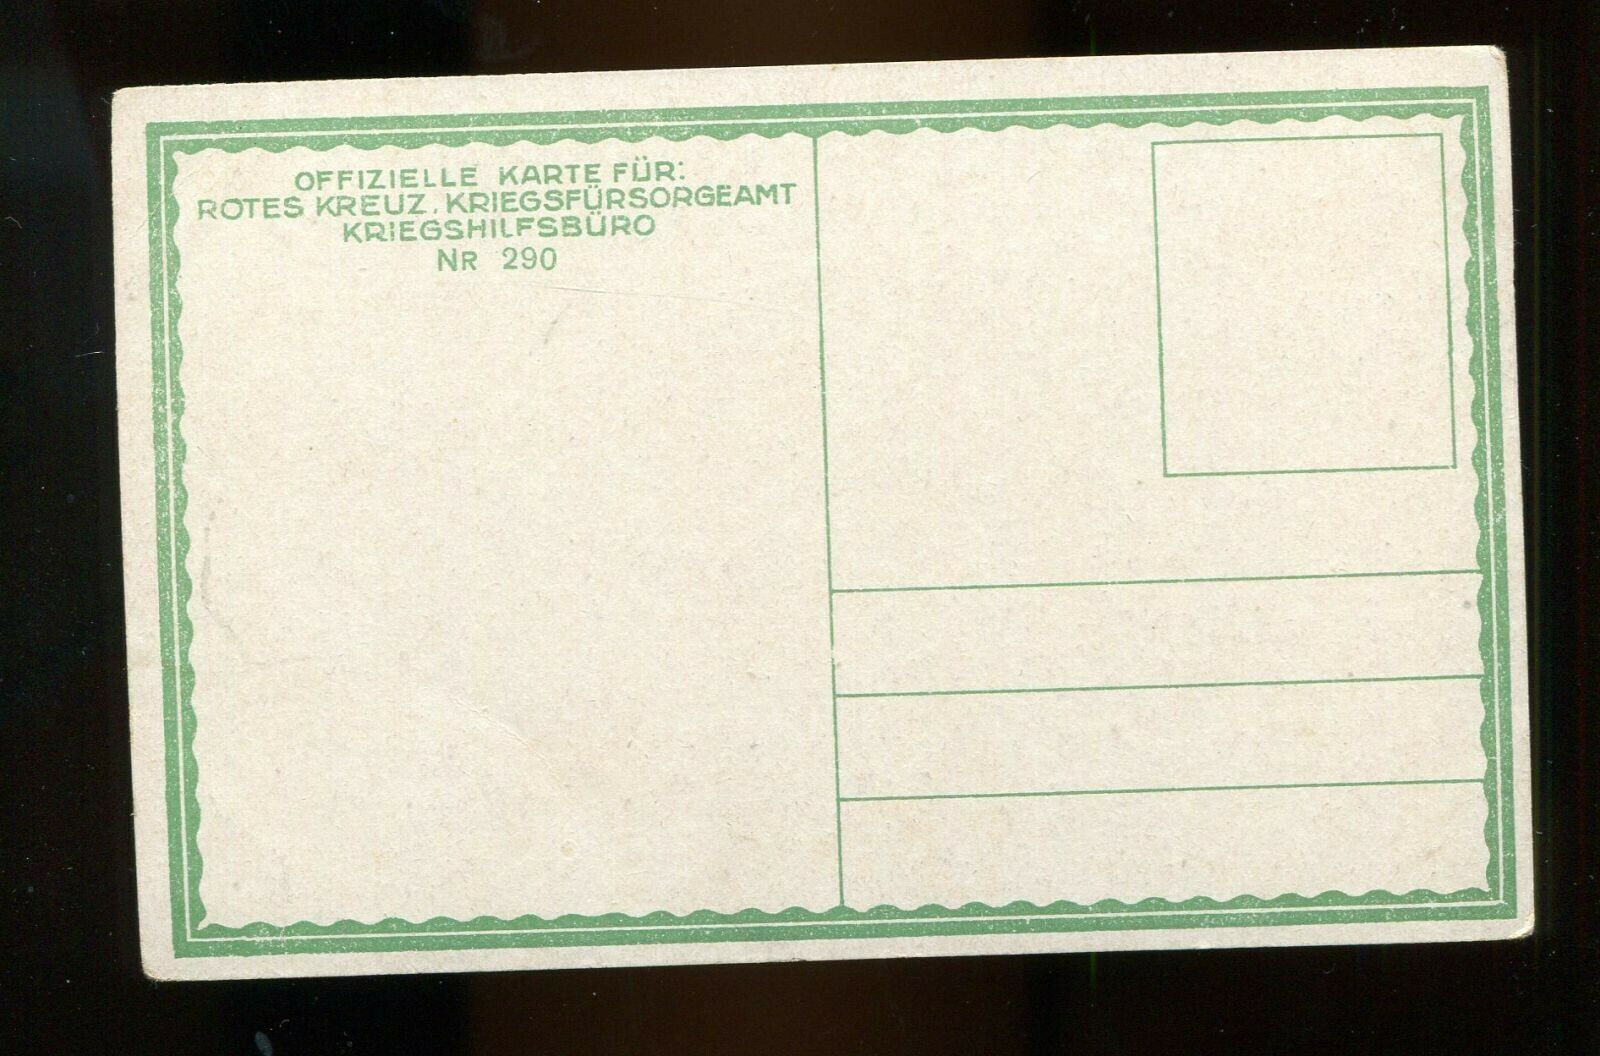 OFFIZIELLE KARTE FÜR:
ROTES KREUZ, KRIEGSFÜRSORGEAMT
KRIEGSHILFSBÜRO
NR 290